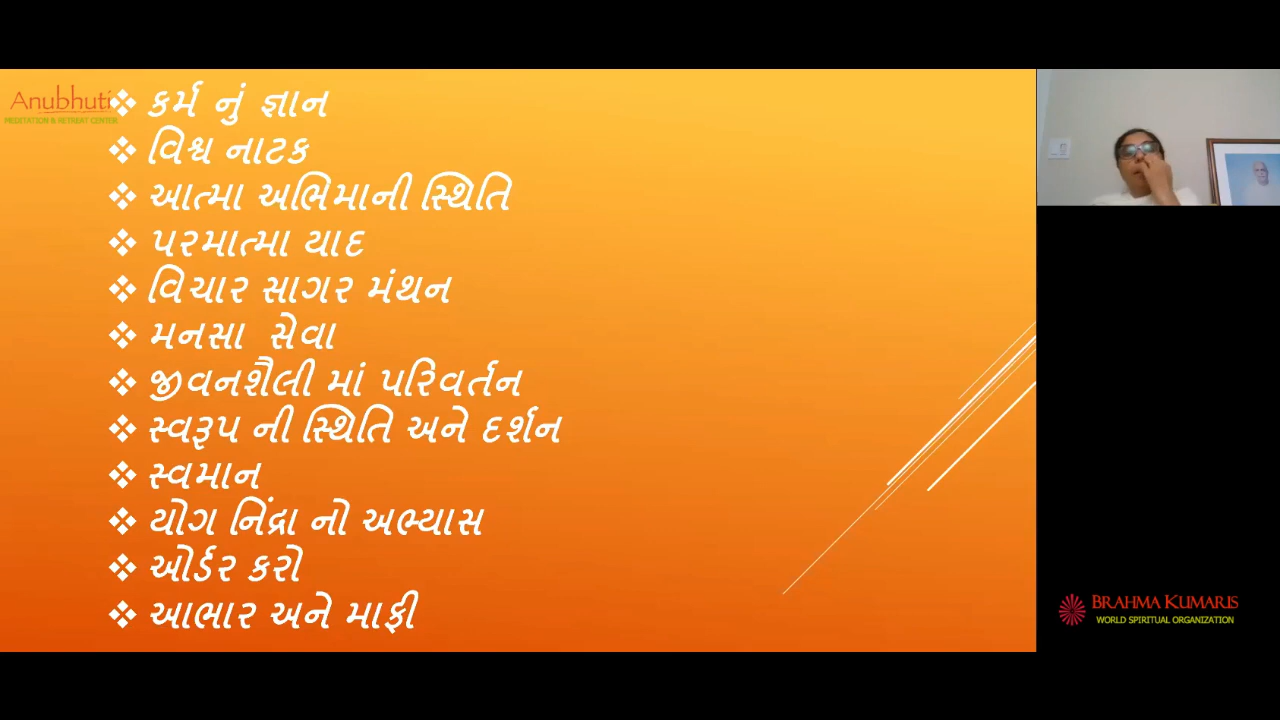 Anubhuti
MEDITATION & RETREAT CENTER
❖ કર્મ નું જ્ઞાન
❖ વિશ્વ નાટક
❖ આત્મા અભિમાની સ્થિતિ
❖ પરમાત્મા યાદ
❖ વિચાર સાગર મંથન
❖ મનસા સેવા
❖ જીવનશૈલી માં પરિવર્તન
❖ સ્વરૂપ ની સ્થિતિ અને દર્શન
❖ સ્વમાન
❖ યોગ નિંદ્રા નો અભ્યાસ
❖ ઓર્ડર કરો
❖ આભાર અને માફી
BRAHMA KUMARIS
WORLD SPIRITUAL ORGANIZATION